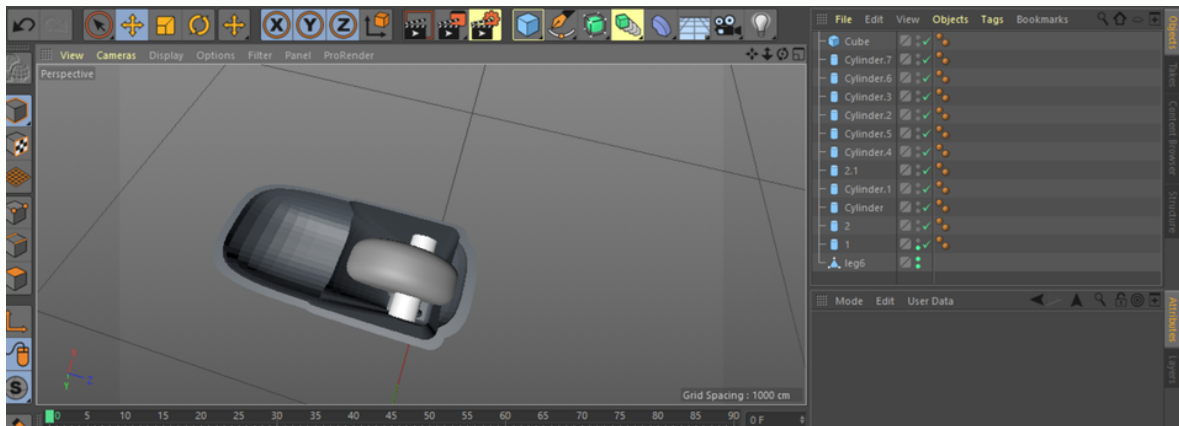 X Y Z
File Edit View Objects Tags Bookmarks
View Cameras Display Options Filter Panel ProRender
Perspective
Cube
Cylinder.7
Cylinder.6
Cylinder.3
Cylinder.2
Cylinder.5
Cylinder.4
2.1
Cylinder.1
Cylinder
2
1
leg6
Objects
Takes
Content Browser
Structure
Mode Edit User Data
Attributes
Layers
S
X
Y
Z
Grid Spacing : 1000 cm
0 5 10 15 20 25 30 35 40 45 50 55 60 65 70 75 80 85 90 0 F